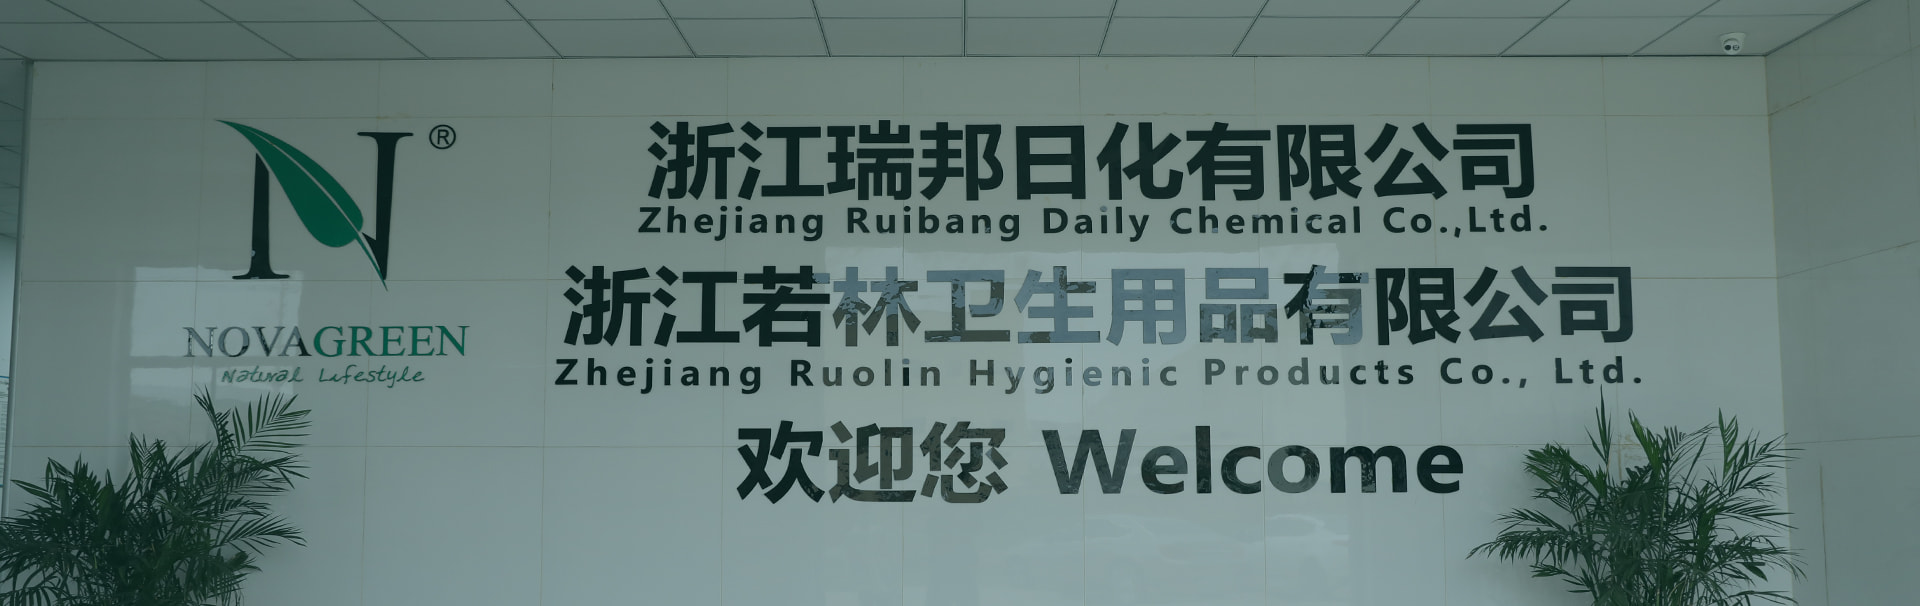 N®
NOVAGREEN
Natural Lifestyle
浙江瑞邦日化有限公司
Zhejiang Ruibang Daily Chemical Co.,Ltd.
浙江若林卫生用品有限公司
Zhejiang Ruolin Hygienic Products Co., Ltd.
欢迎您 Welcome